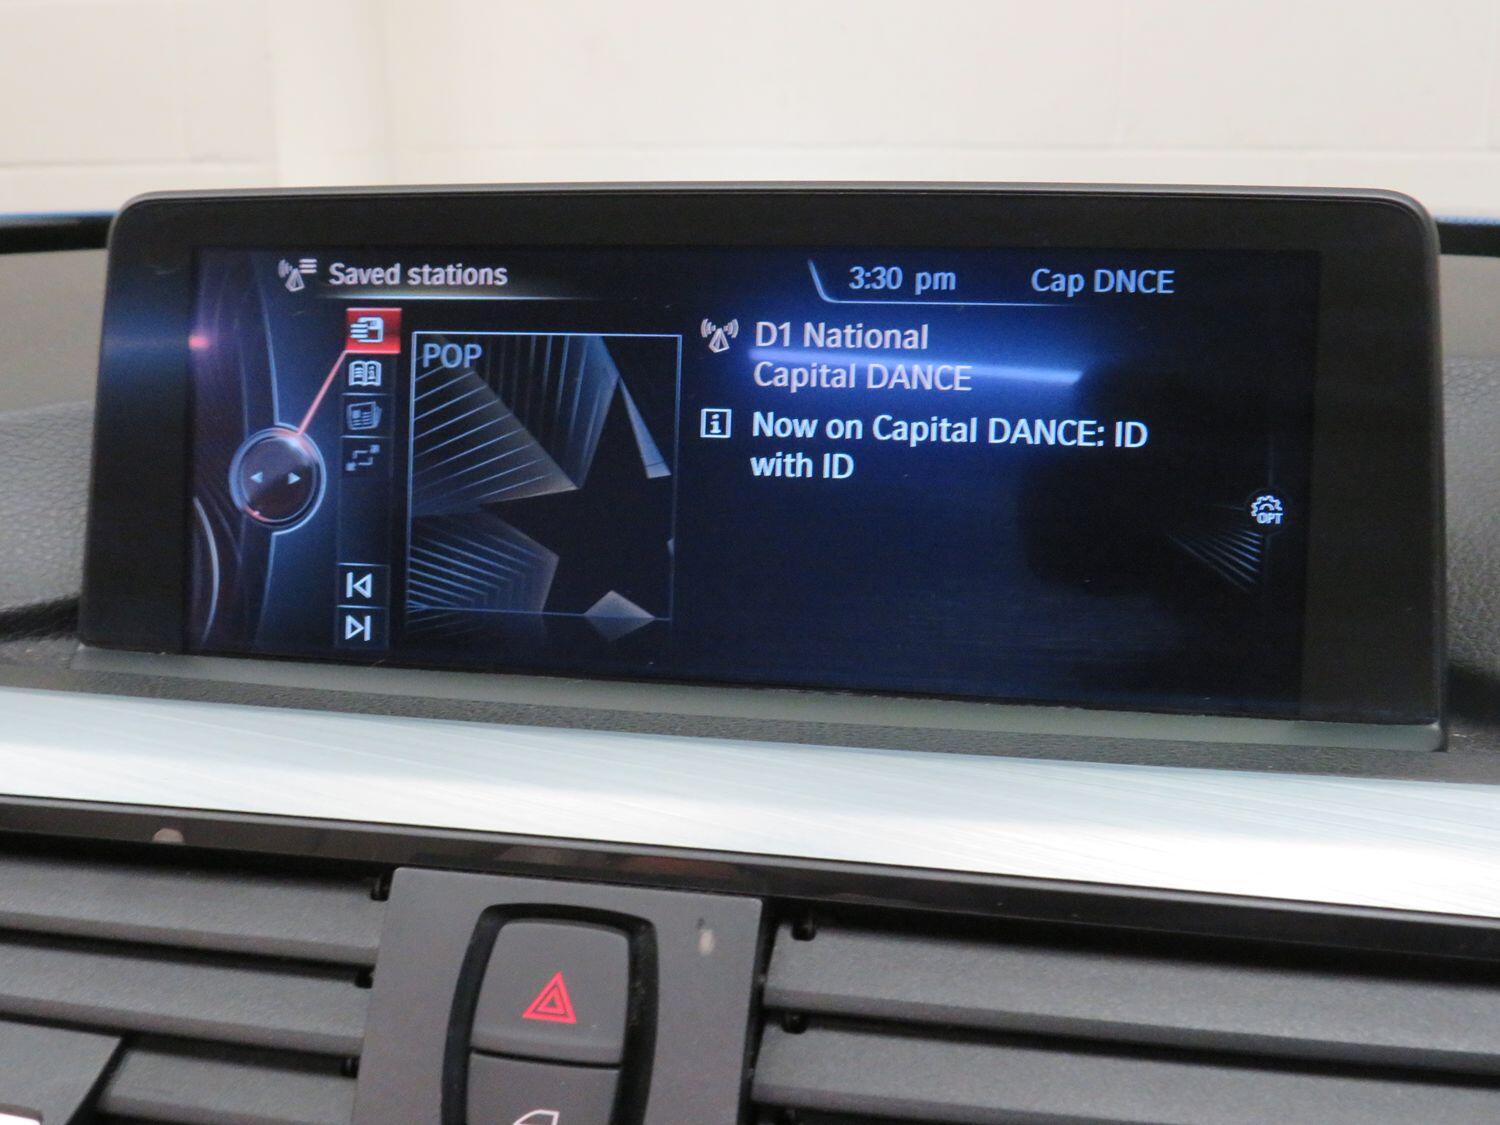 Saved stations
3:30 pm
Cap DNCE
POP
D1 National
Capital DANCE
Now on Capital DANCE: ID
with ID
OPT